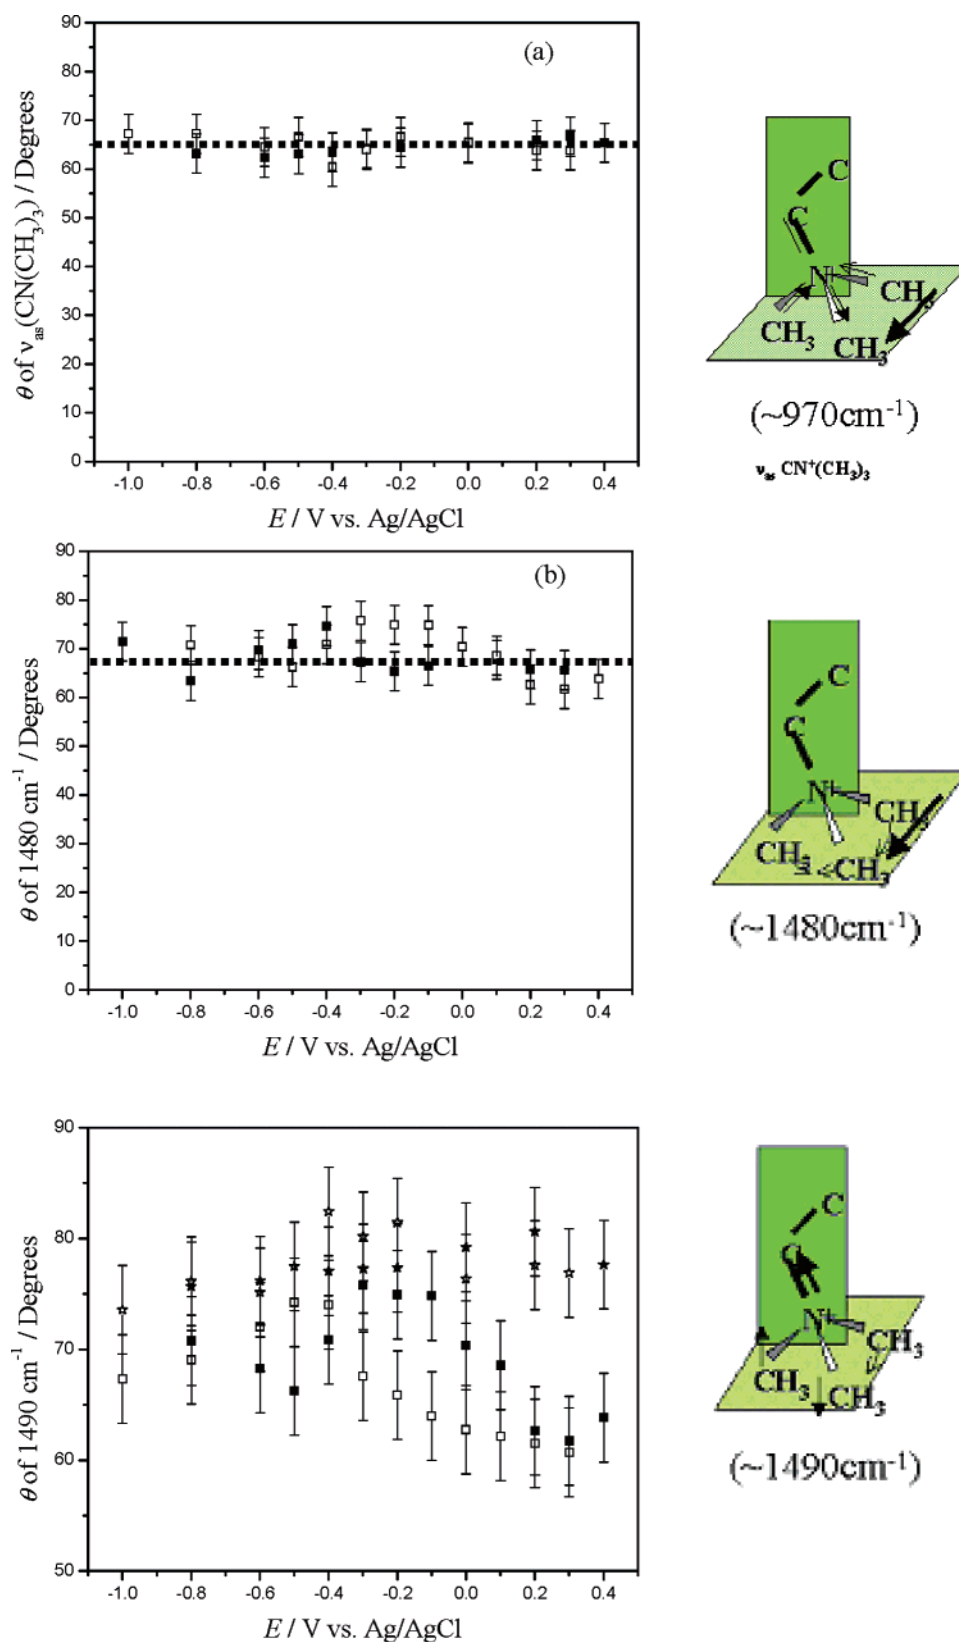 90
80
70
60
50
40
30
20
10
0
θ of νas(CN(CH3)3) / Degrees
(a)
-1.0 -0.8 -0.6 -0.4 -0.2 0.0 0.2 0.4
E / V vs. Ag/AgCl
C
C
N+
CH3
CH3
CH3
(~970cm-1)
νas CN+(CH3)3
90
80
70
60
50
40
30
20
10
0
θ of 1480 cm-1 / Degrees
(b)
-1.0 -0.8 -0.6 -0.4 -0.2 0.0 0.2 0.4
E / V vs. Ag/AgCl
C
C
N+
CH3
CH3
CH3
(~1480cm-1)
90
80
70
60
50
θ of 1490 cm-1 / Degrees
-1.0 -0.8 -0.6 -0.4 -0.2 0.0 0.2 0.4
E / V vs. Ag/AgCl
C
C
N+
CH3
CH3
CH3
(~1490cm-1)